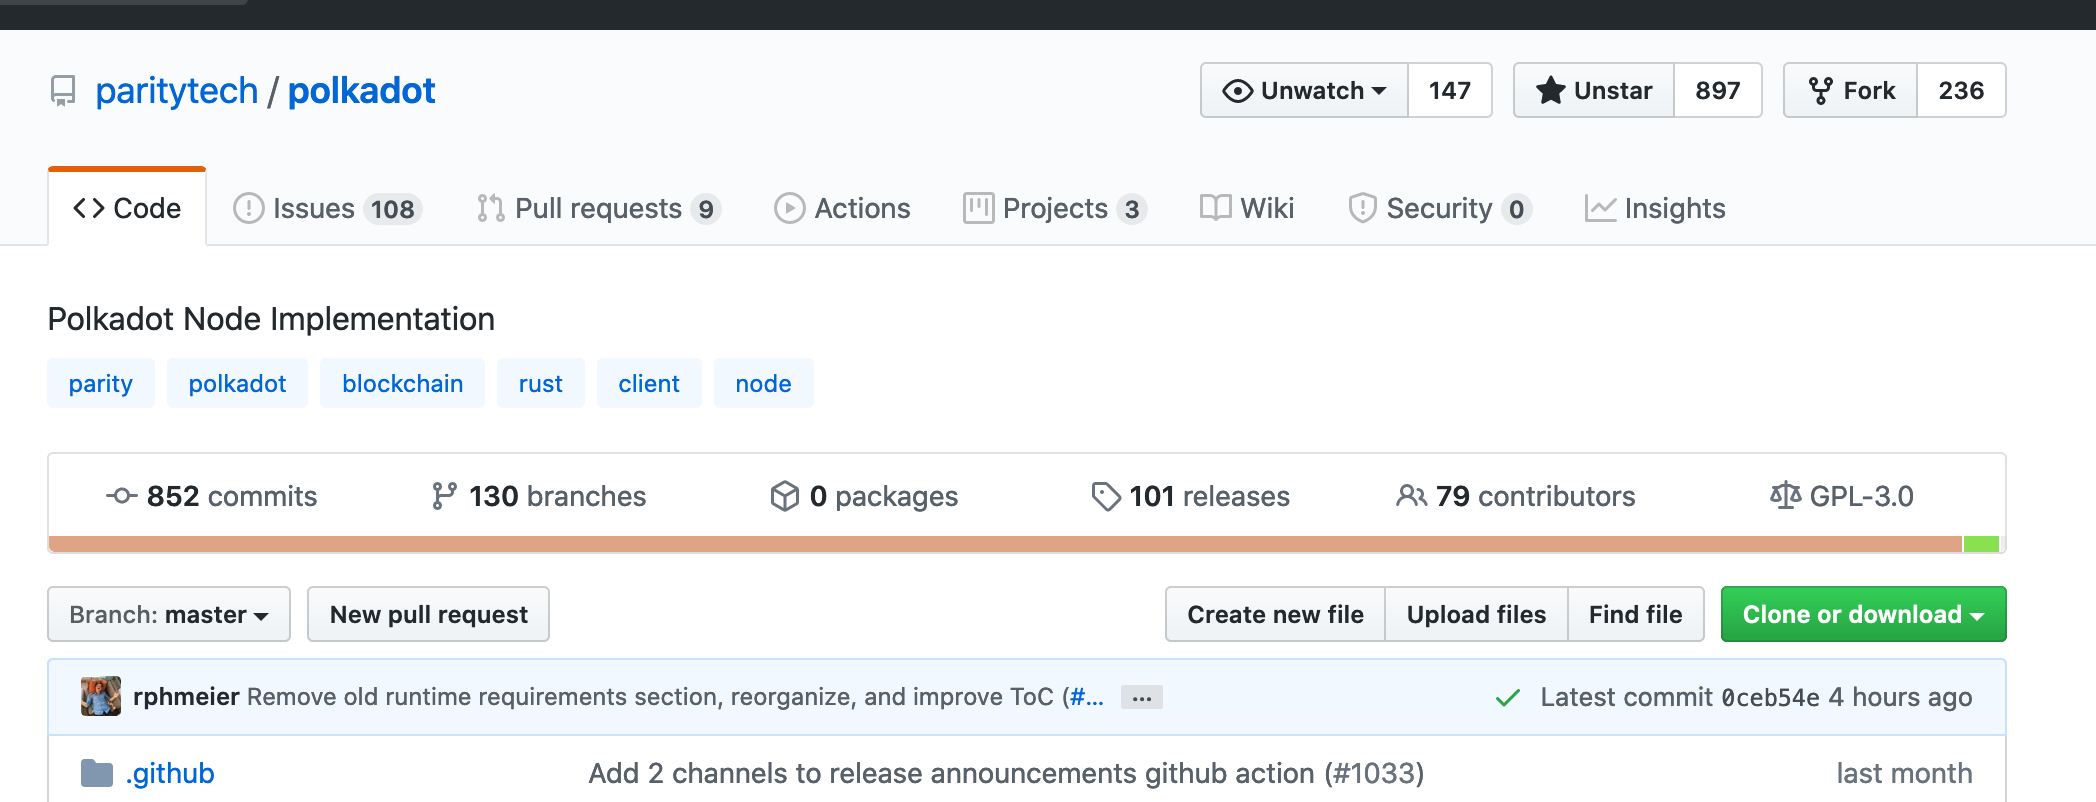 paritytech / polkadot
Unwatch 147 Unstar 897 Fork 236
Code Issues 108 Pull requests 9 Actions Projects 3 Wiki Security 0 Insights
Polkadot Node Implementation
parity polkadot blockchain rust client node
852 commits 130 branches 0 packages 101 releases 79 contributors GPL-3.0
Branch: master New pull request Create new file Upload files Find file Clone or download
rphmeier Remove old runtime requirements section, reorganize, and improve ToC (#... ... Latest commit 0ceb54e 4 hours ago
.github Add 2 channels to release announcements github action (#1033) last month